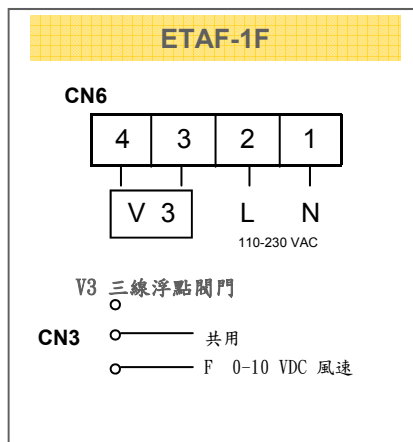 ETAF-1F
CN6
4 3 2 1
V 3 L N
110-230 VAC
V3 三線浮點閥門
CN3 共用
F 0-10 VDC 風速